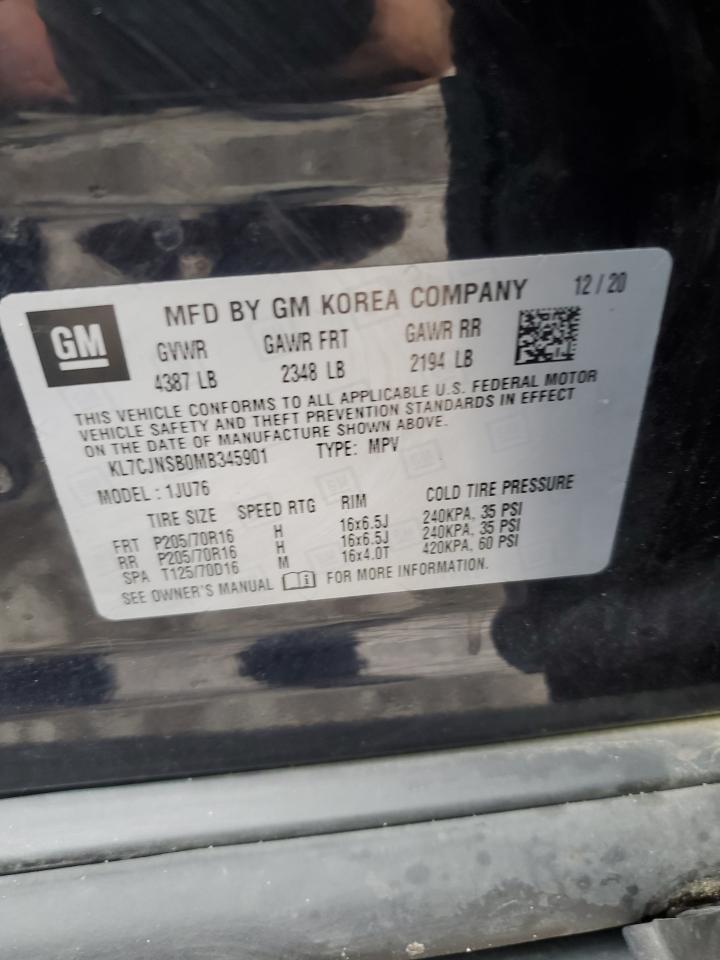 GM
MFD BY GM KOREA COMPANY 12 / 20
GVWR GAWR FRT GAWR RR
4387 LB 2348 LB 2194 LB
THIS VEHICLE CONFORMS TO ALL APPLICABLE U.S. FEDERAL MOTOR
VEHICLE SAFETY AND THEFT PREVENTION STANDARDS IN EFFECT
ON THE DATE OF MANUFACTURE SHOWN ABOVE.
KL7CJNSB0MB345901 TYPE: MPV
MODEL : 1JU76
TIRE SIZE SPEED RTG RIM COLD TIRE PRESSURE
FRT P205/70R16 H 16x6.5J 240KPA, 35 PSI
RR P205/70R16 H 16x6.5J 240KPA, 35 PSI
SPA T125/70D16 M 16x4.0T 420KPA, 60 PSI
SEE OWNER'S MANUAL FOR MORE INFORMATION.